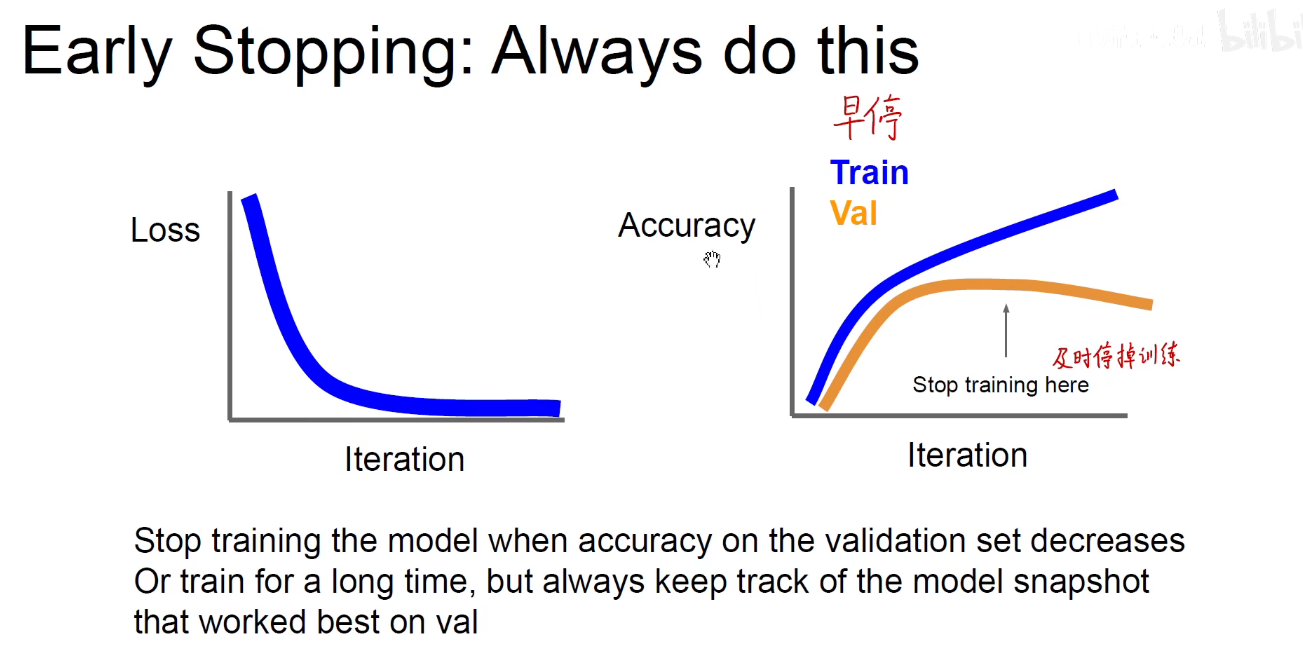 Early Stopping: Always do this
bilibi
早停
Train
Val
Loss
Accuracy
及时停掉训练
Stop training here
Iteration
Iteration
Stop training the model when accuracy on the validation set decreases
Or train for a long time, but always keep track of the model snapshot
that worked best on val